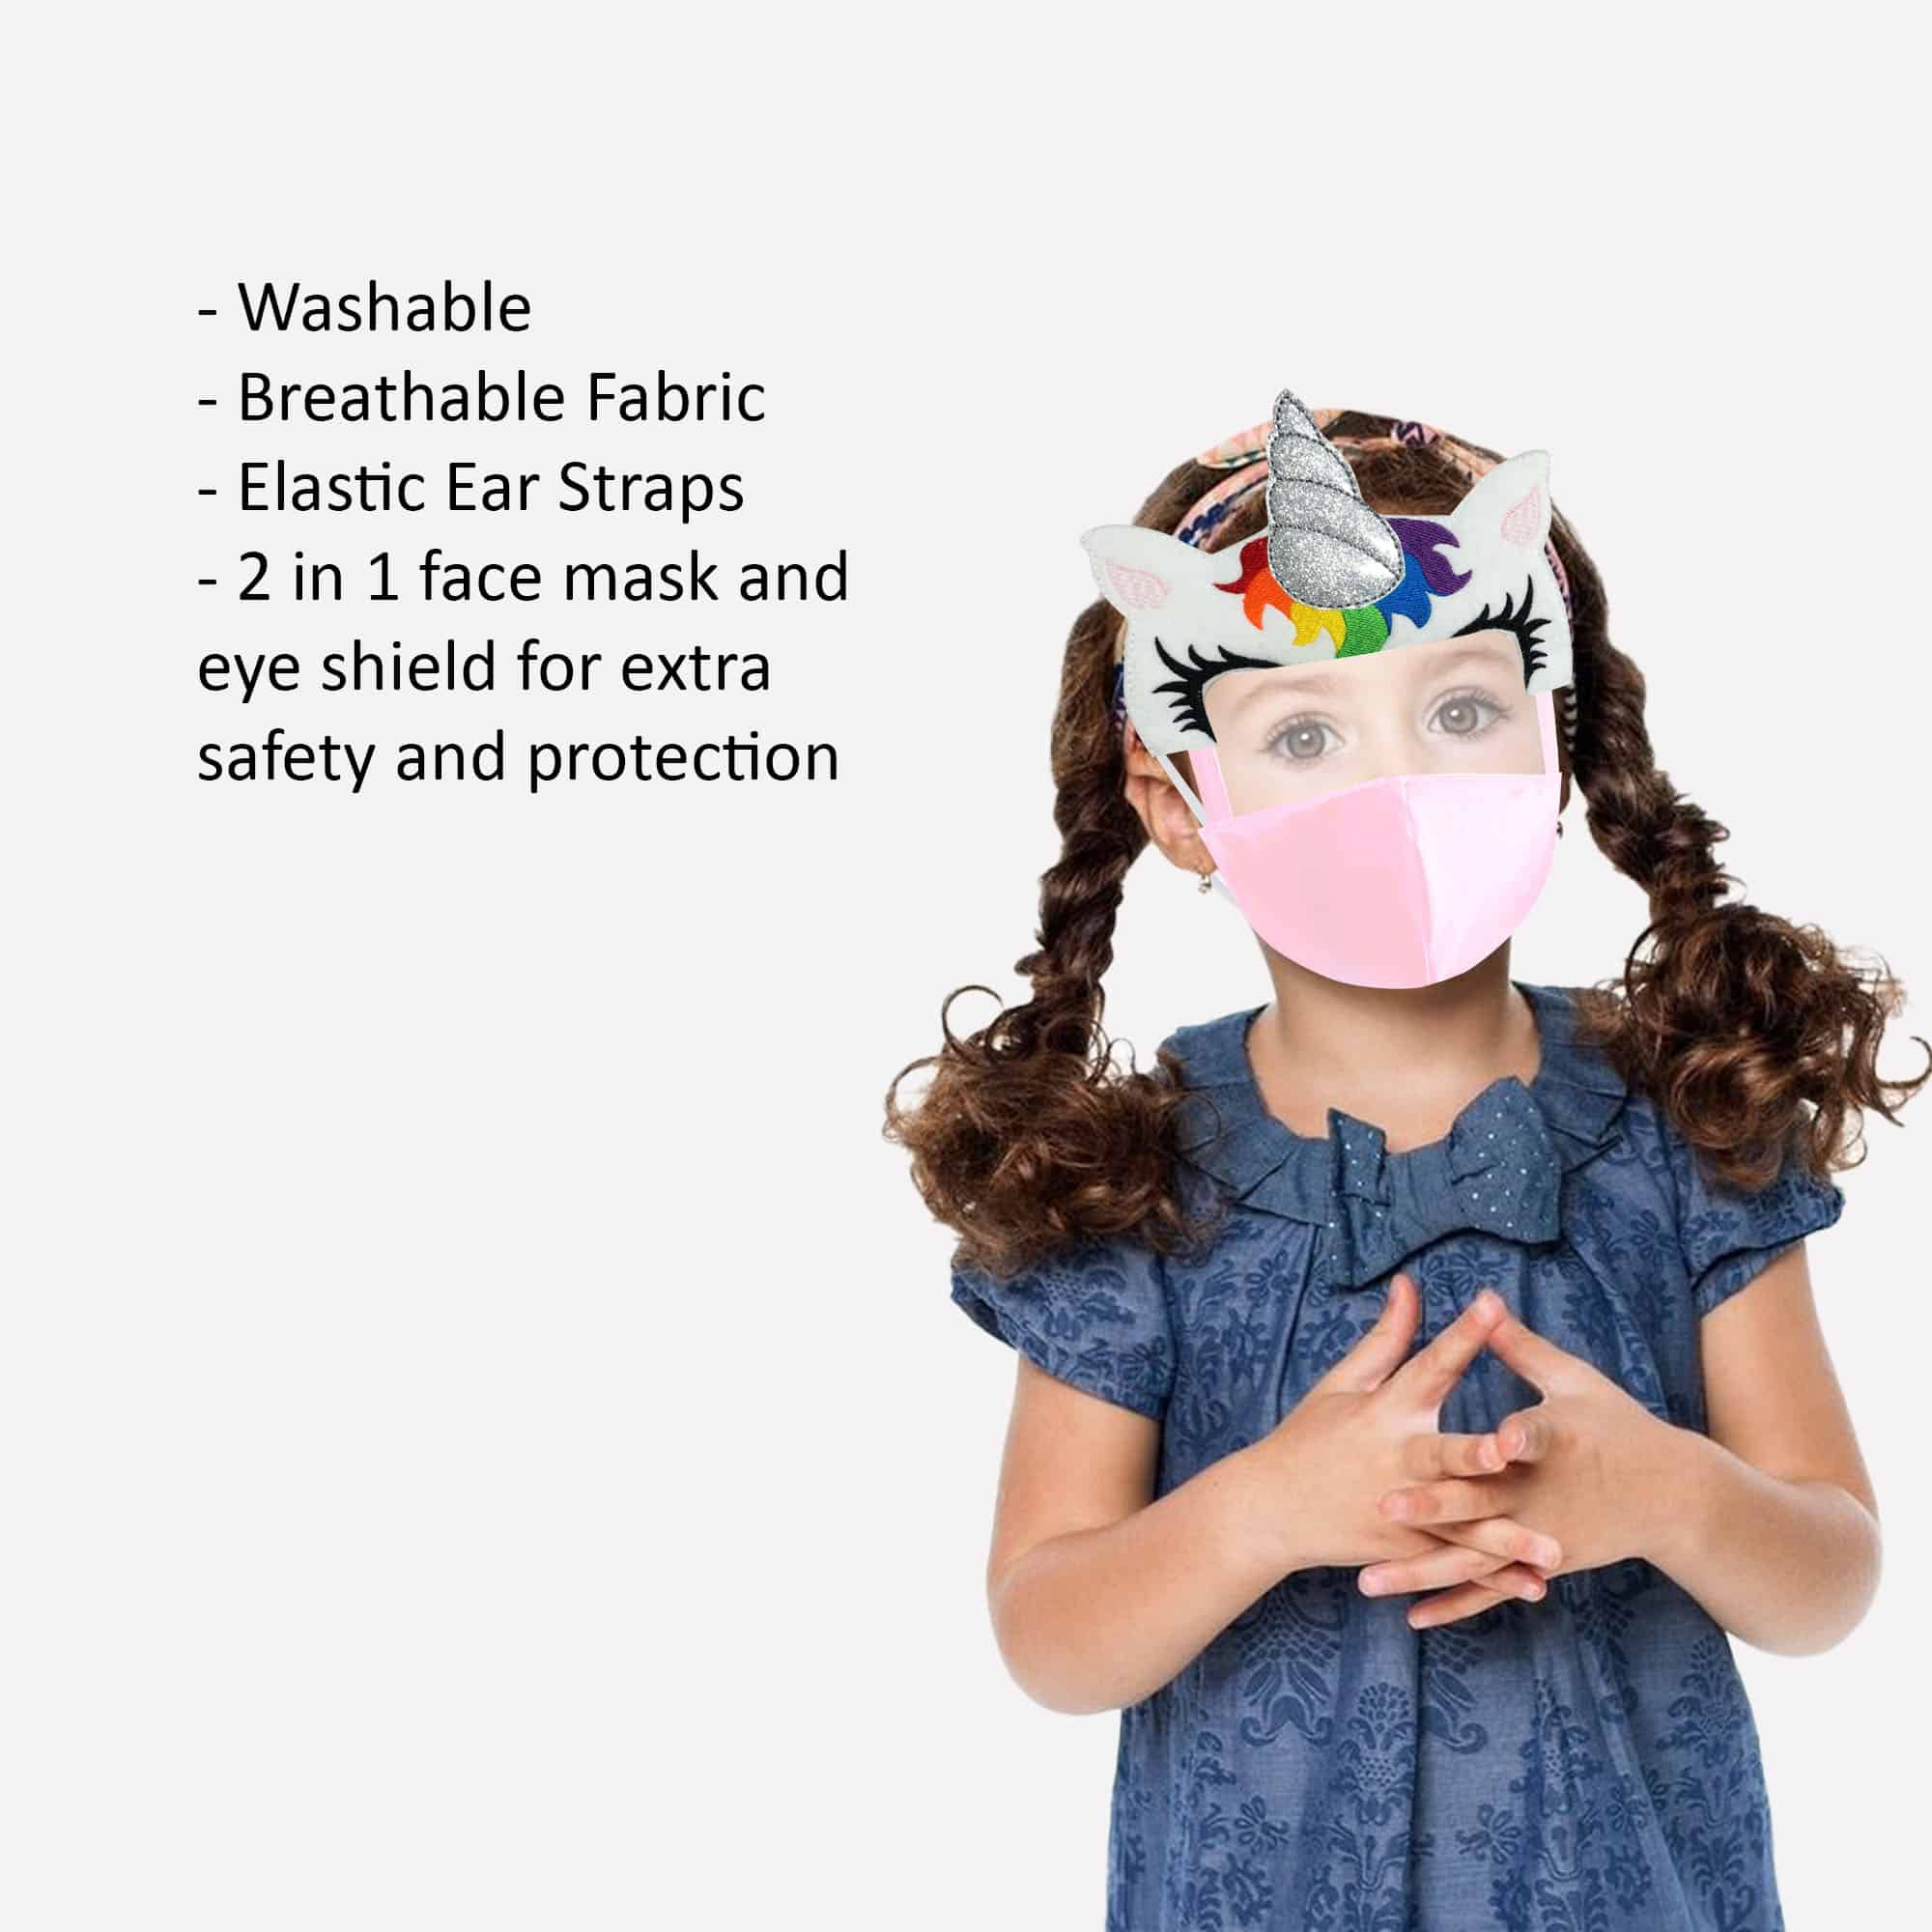 - Washable
- Breathable Fabric
- Elastic Ear Straps
- 2 in 1 face mask and
eye shield for extra
safety and protection